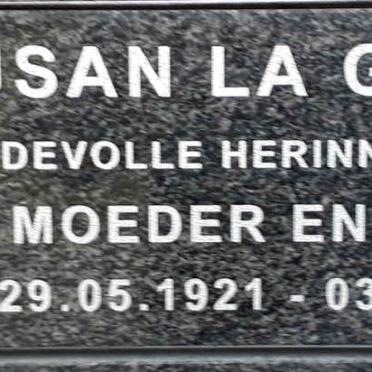 USAN LA G
DEVOLLE HERINN
MOEDER EN
29.05.1921 - 03